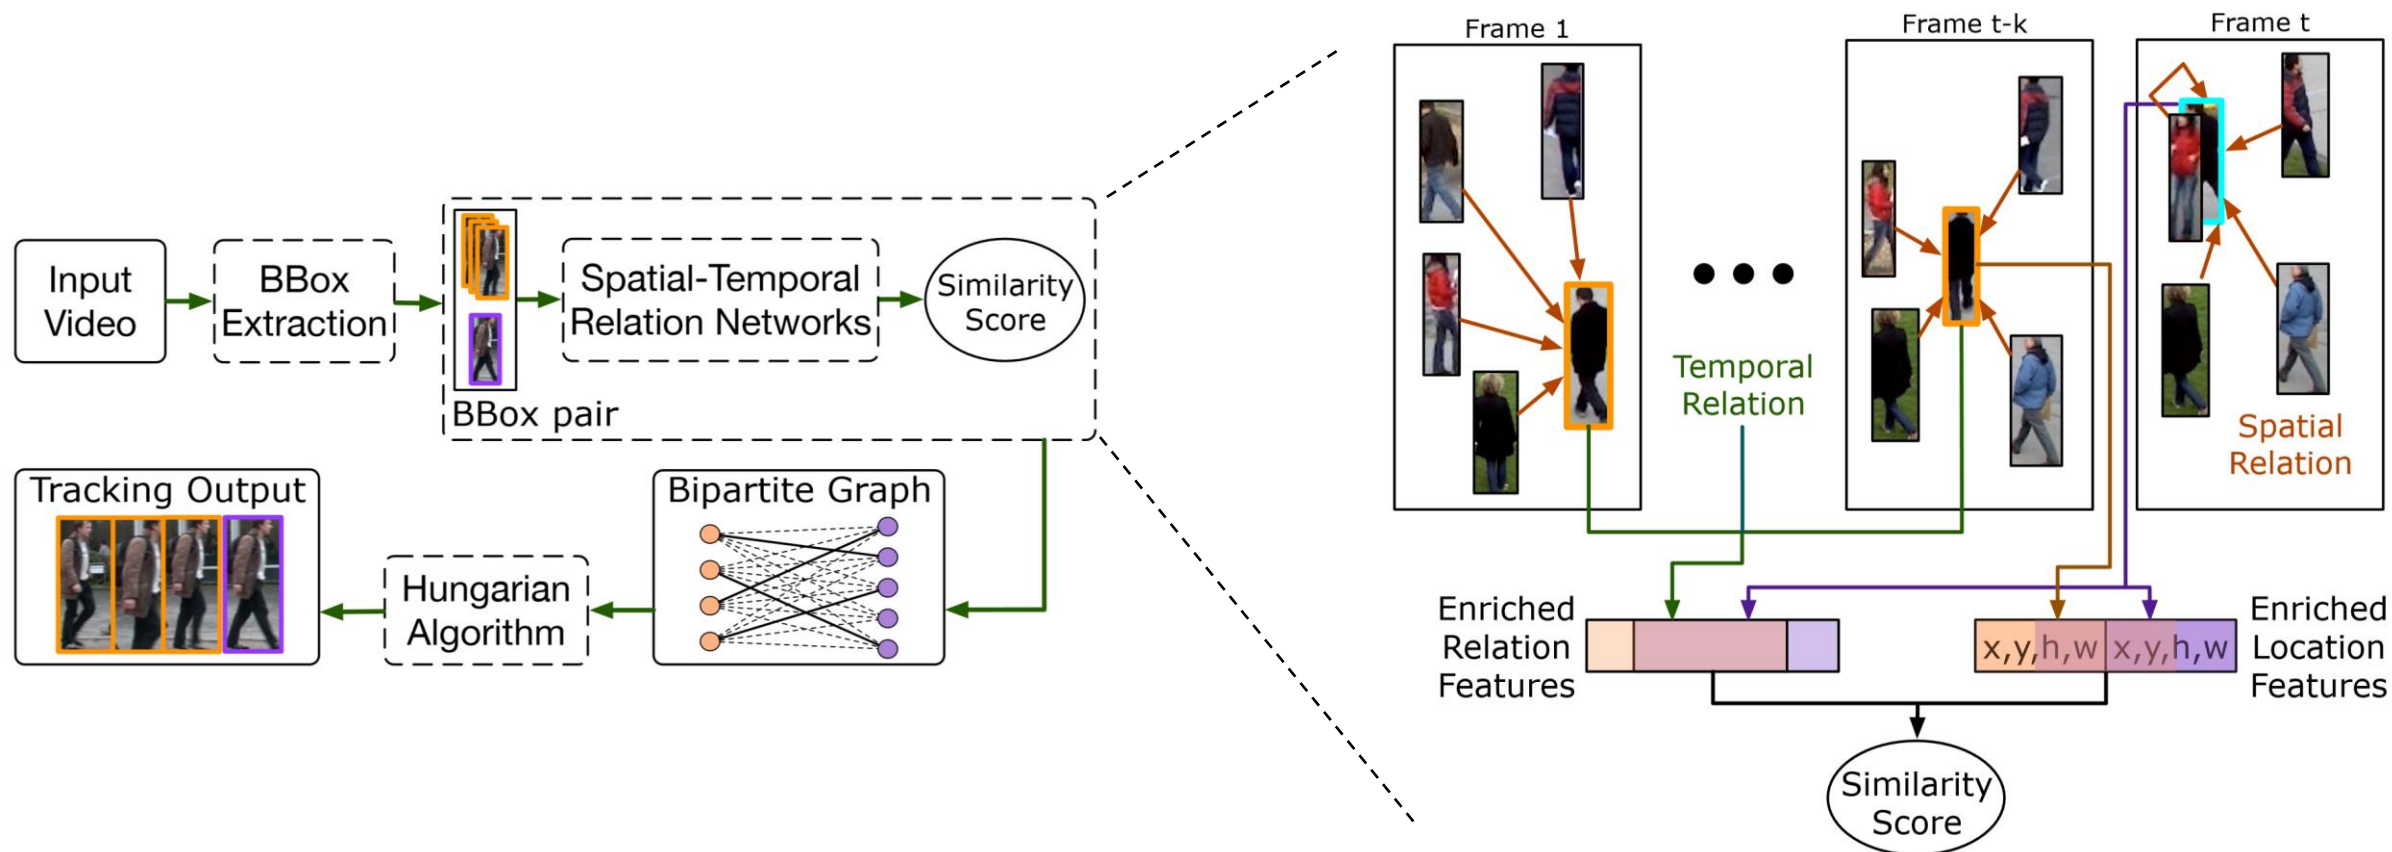 Input
Video
BBox
Extraction
BBox pair
Spatial-Temporal
Relation Networks
Similarity
Score
Tracking Output
Hungarian
Algorithm
Bipartite Graph
Frame 1
Frame t-k
Frame t
Temporal
Relation
Spatial
Relation
Enriched
Relation
Features
x,y,h,w
x,y,h,w
Enriched
Location
Features
Similarity
Score